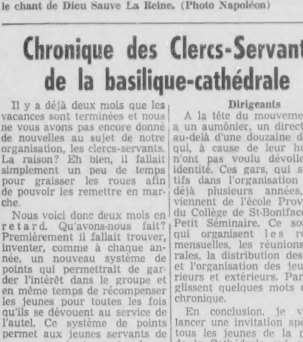 le chant de Dieu Sauve La Reine. (Photo Napoléon)
Chronique des Clercs-Servant
de la basilique-cathédrale
Il y a déjà deux mois que les
vacances sont terminées et nous
ne vous avons pas encore donné
de nouvelles au sujet de notre
organisation, les clercs-servants.
La raison? Eh bien, il fallait
simplement un peu de temps
pour graisser les roues afin
de pouvoir les remettre en mar-
che.
Nous voici donc deux mois en
retard. Qu'avons-nous fait?
Premièrement il fallait trouver,
inventer, comme à chaque an-
née, un nouveau système de
points qui permettrait de gar-
der l'intérêt dans le groupe et
en même temps de récompenser
les jeunes pour toutes les fois
qu'ils se dévouent au service de
l'autel. Ce système de points
permet aux jeunes servants de
Dirigeants
A la tête du mouveme
a un aumônier, un direct
au-delà d'une douzaine d
qui, à cause de leur hu
n'ont pas voulu dévoile
identité. Ces gars, qui s
tifs dans l'organisation
déjà plusieurs années,
viennent de l'école Prov
du Collège de St-Boniface
Petit Séminaire. Ce so
qui organisent les r
mensuelles, les réunions
rales, la distribution des
et l'organisation des jeu
rieurs et extérieurs. Par
glissent quelques mots
chronique.
En conclusion, je v
lancer une invitation spé
tous les jeunes de la p